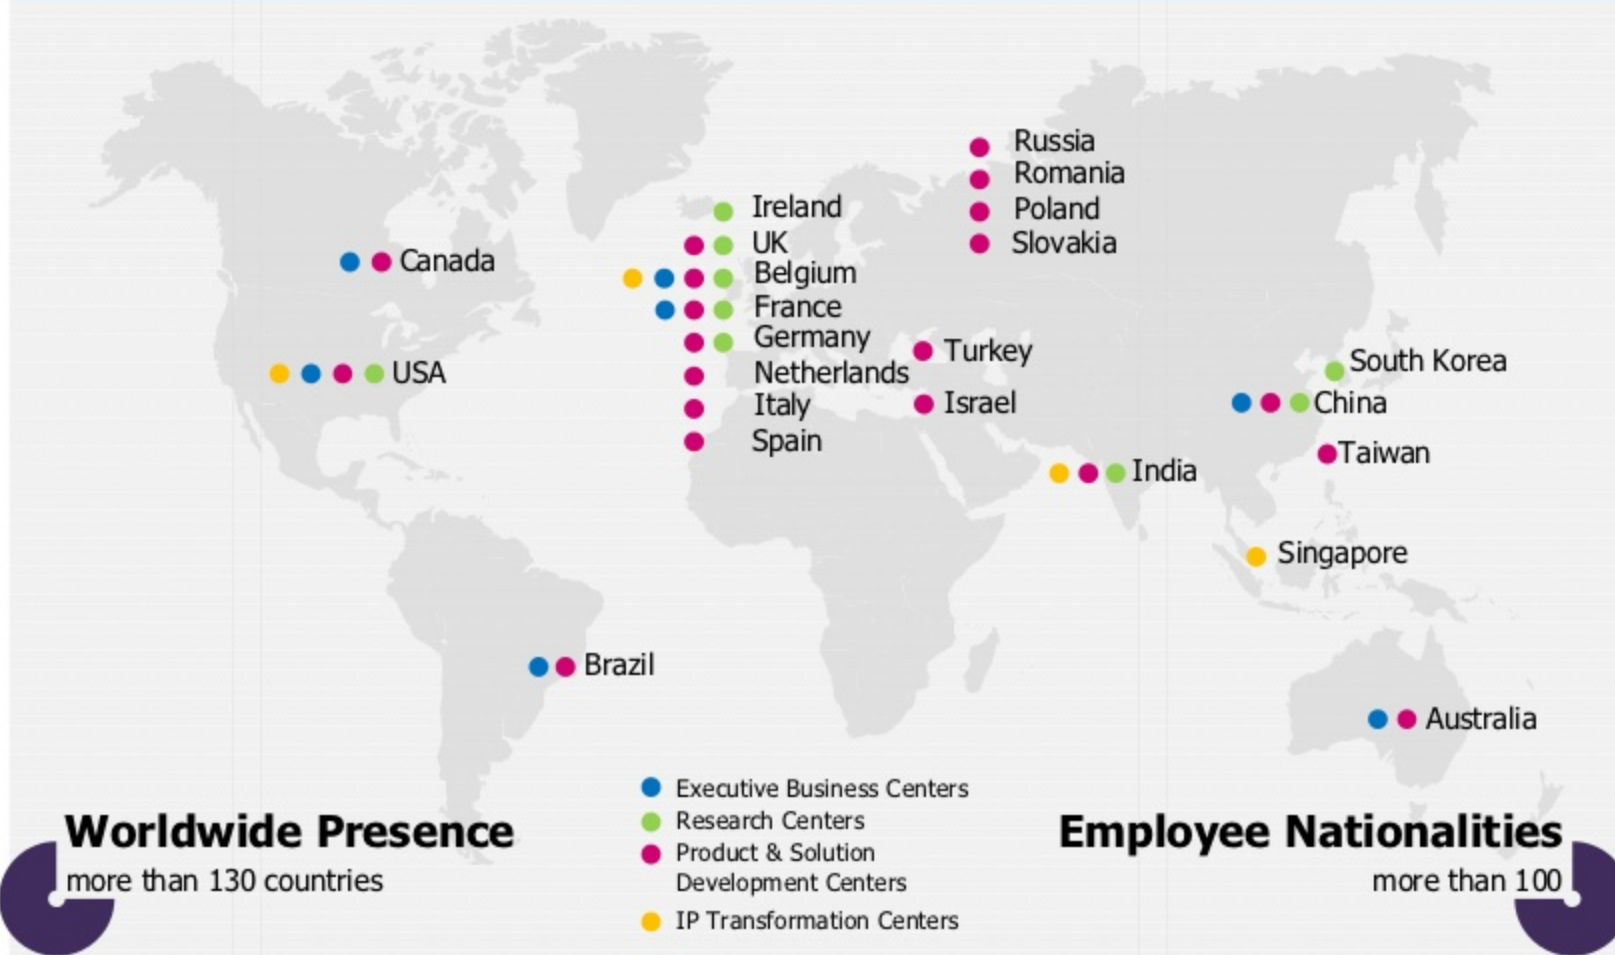 Russia
Romania
Poland
Slovakia
Ireland
UK
Belgium
France
Germany
Netherlands
Italy
Spain
Canada
USA
Turkey
Israel
South Korea
China
Taiwan
India
Singapore
Brazil
Australia
Executive Business Centers
Research Centers
Product & Solution
Development Centers
IP Transformation Centers
Worldwide Presence
more than 130 countries
Employee Nationalities
more than 100